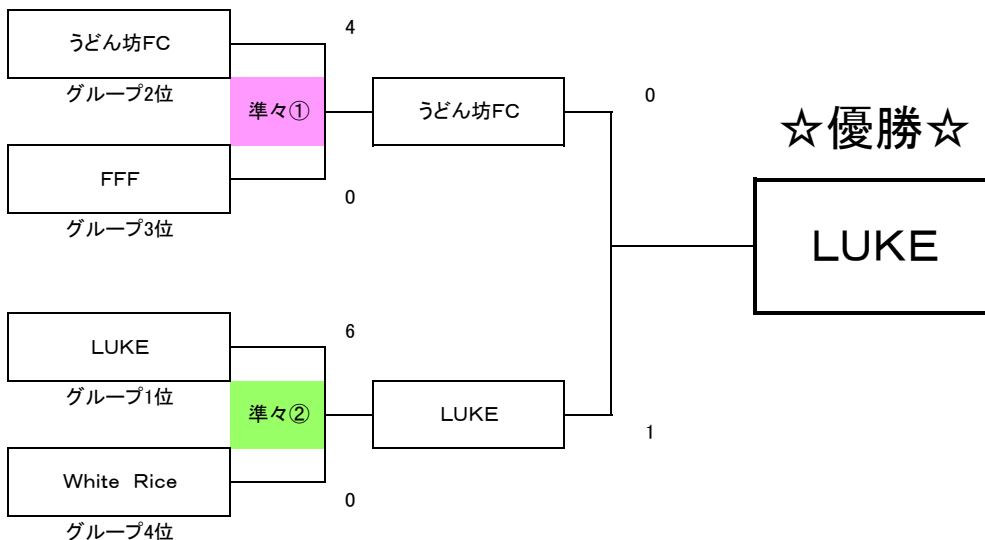 うどん坊FC
4
グループ2位
準々①
うどん坊FC
0
☆優勝☆
FFF
0
グループ3位
LUKE
LUKE
6
グループ1位
準々②
LUKE
1
White Rice
0
グループ4位